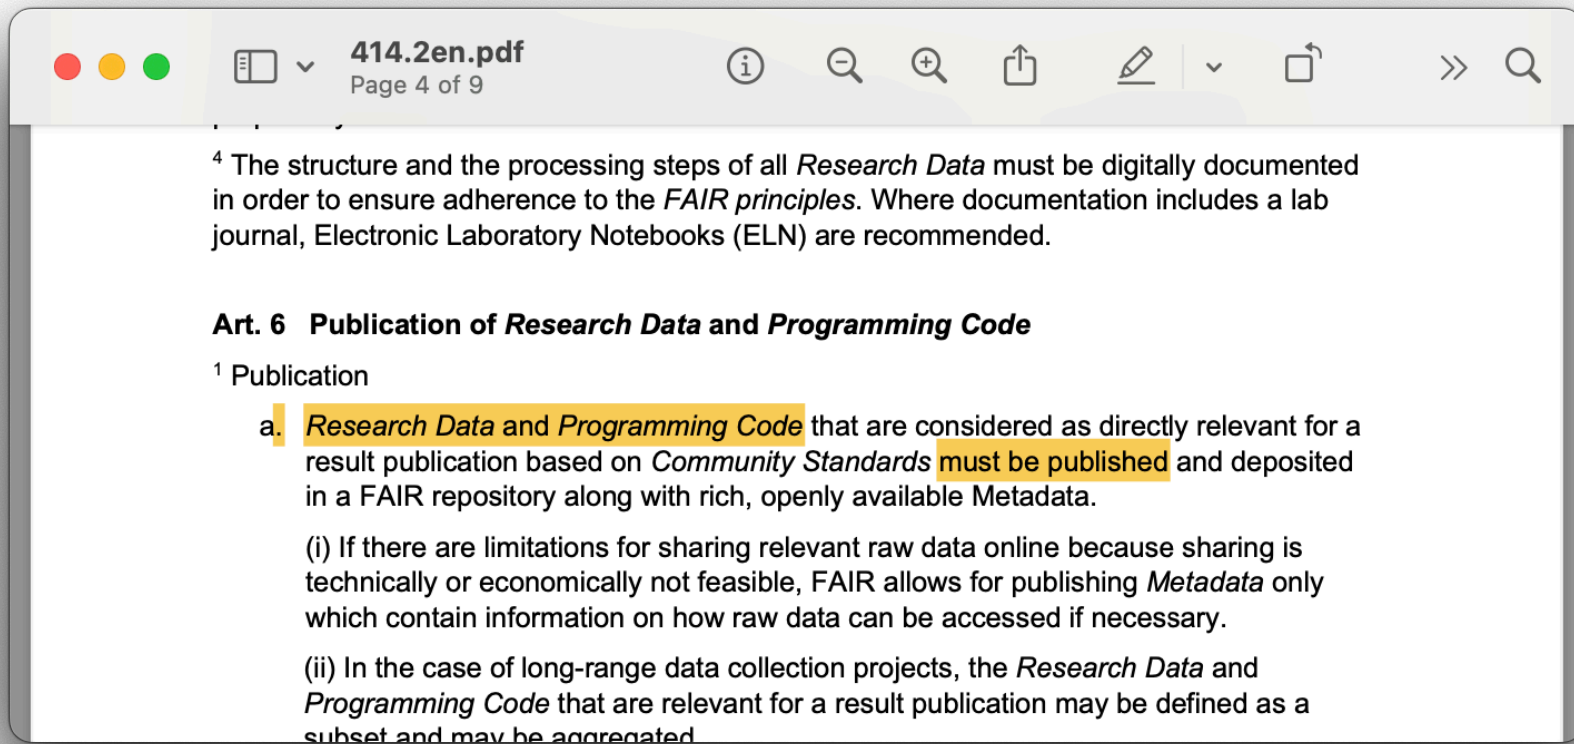 414.2en.pdf
Page 4 of 9
4 The structure and the processing steps of all Research Data must be digitally documented
in order to ensure adherence to the FAIR principles. Where documentation includes a lab
journal, Electronic Laboratory Notebooks (ELN) are recommended.
Art. 6 Publication of Research Data and Programming Code
1 Publication
a. Research Data and Programming Code that are considered as directly relevant for a
result publication based on Community Standards must be published and deposited
in a FAIR repository along with rich, openly available Metadata.
(i) If there are limitations for sharing relevant raw data online because sharing is
technically or economically not feasible, FAIR allows for publishing Metadata only
which contain information on how raw data can be accessed if necessary.
(ii) In the case of long-range data collection projects, the Research Data and
Programming Code that are relevant for a result publication may be defined as a
subset and may be aggregated